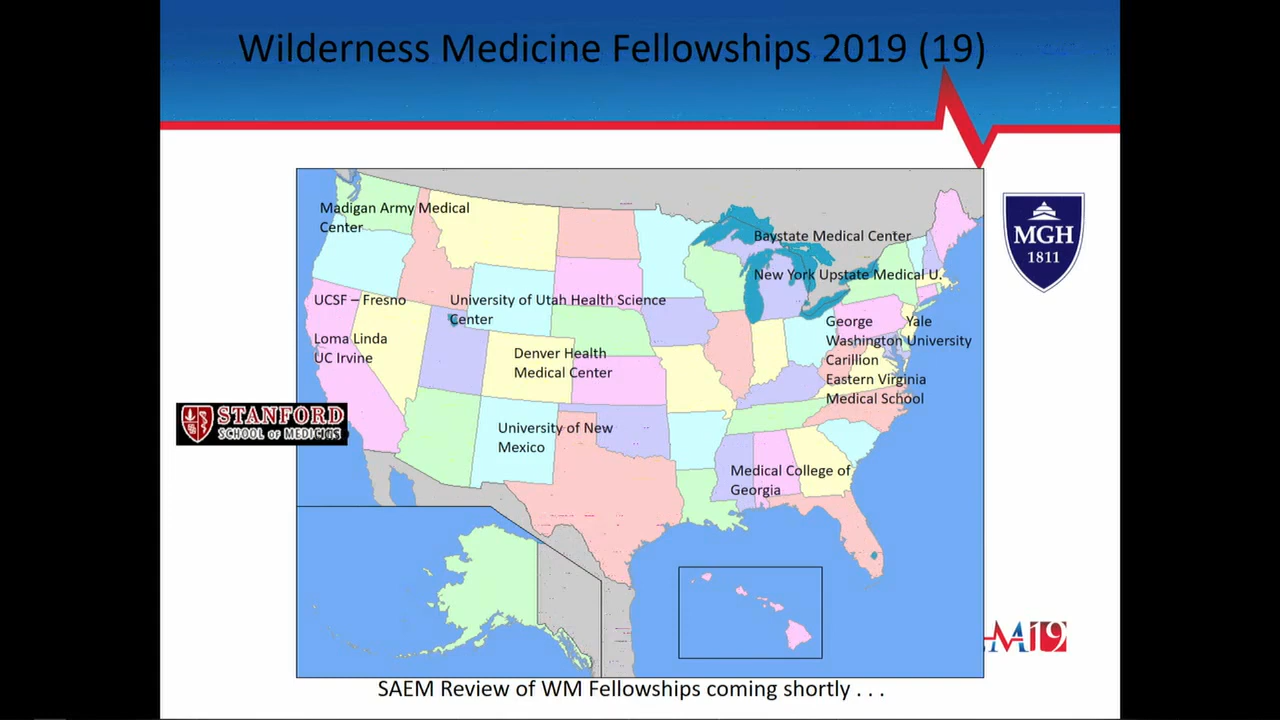 Wilderness Medicine Fellowships 2019 (19)
Madigan Army Medical
Center
Baystate Medical Center
MGH
1811
New York Upstate Medical U.
UCSF – Fresno
University of Utah Health Science
Center
George
Yale
Washington University
Loma Linda
UC Irvine
Denver Health
Medical Center
Carillion
Eastern Virginia
Medical School
STANFORD
SCHOOL of MEDICINE
University of New
Mexico
Medical College of
Georgia
M19
SAEM Review of WM Fellowships coming shortly . . .